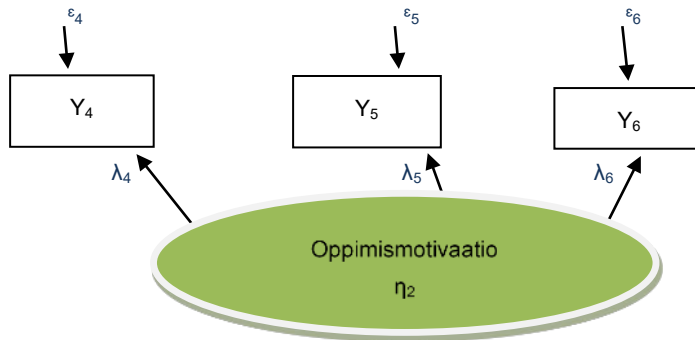 ε₄ ε₅ ε₆
Y₄ Y₅ Y₆
λ₄ λ₅ λ₆
Oppimismotivaatio
η₂